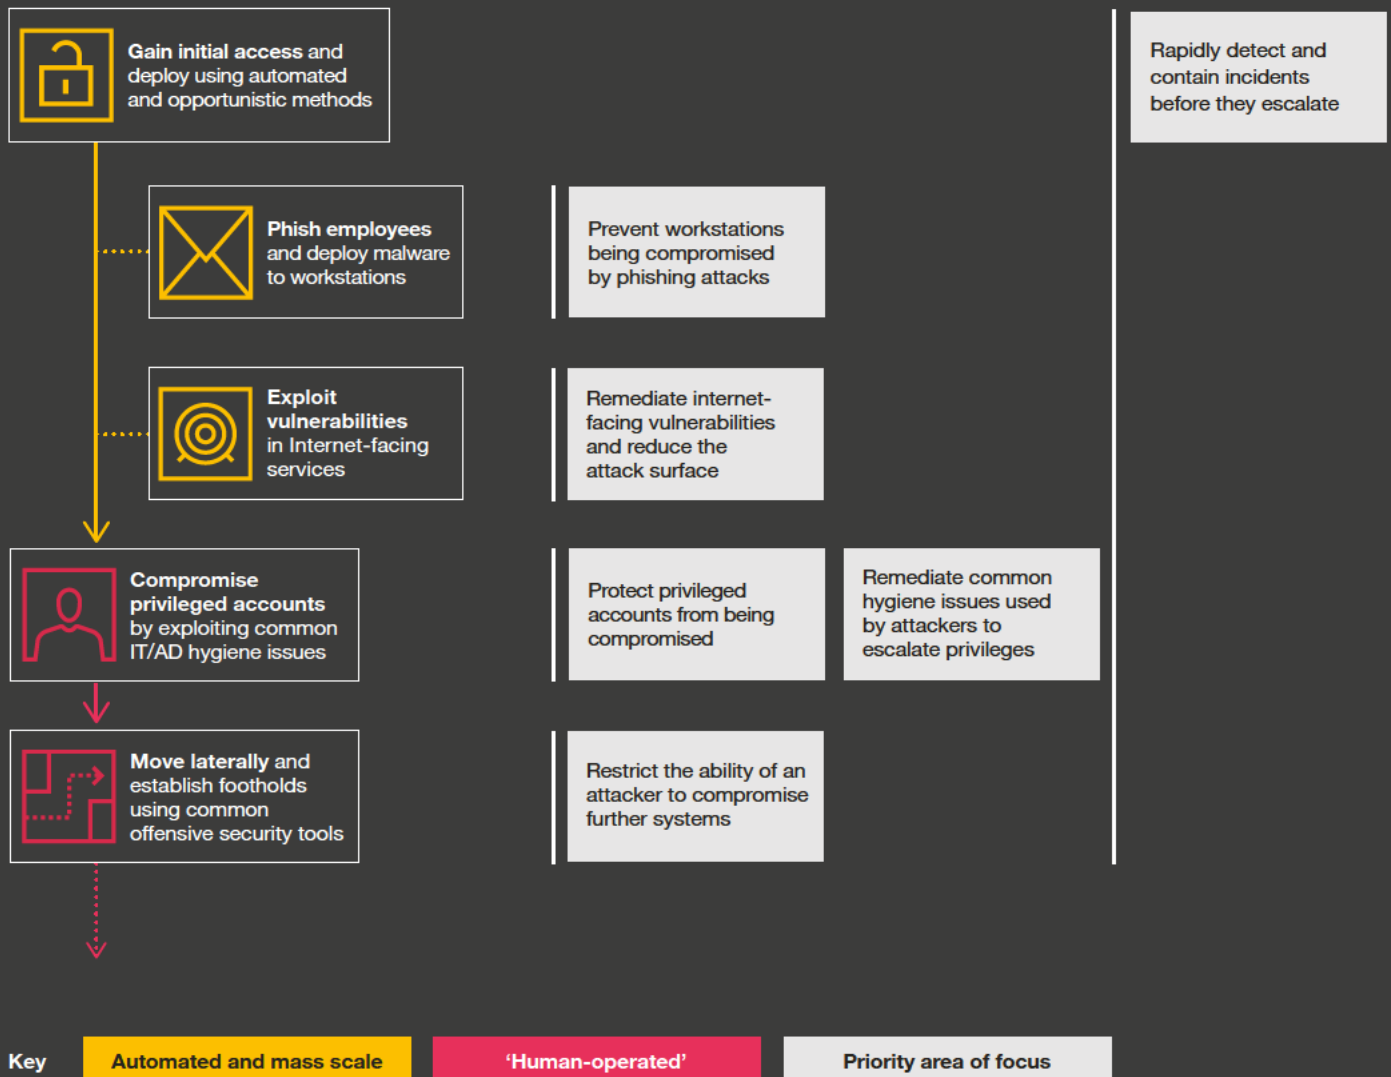 Gain initial access and
deploy using automated
and opportunistic methods
Rapidly detect and
contain incidents
before they escalate
Phish employees
and deploy malware
to workstations
Prevent workstations
being compromised
by phishing attacks
Exploit
vulnerabilities
in Internet-facing
services
Remediate internet-
facing vulnerabilities
and reduce the
attack surface
Compromise
privileged accounts
by exploiting common
IT/AD hygiene issues
Protect privileged
accounts from being
compromised
Remediate common
hygiene issues used
by attackers to
escalate privileges
Move laterally and
establish footholds
using common
offensive security tools
Restrict the ability of an
attacker to compromise
further systems
Key
Automated and mass scale
‘Human-operated’
Priority area of focus